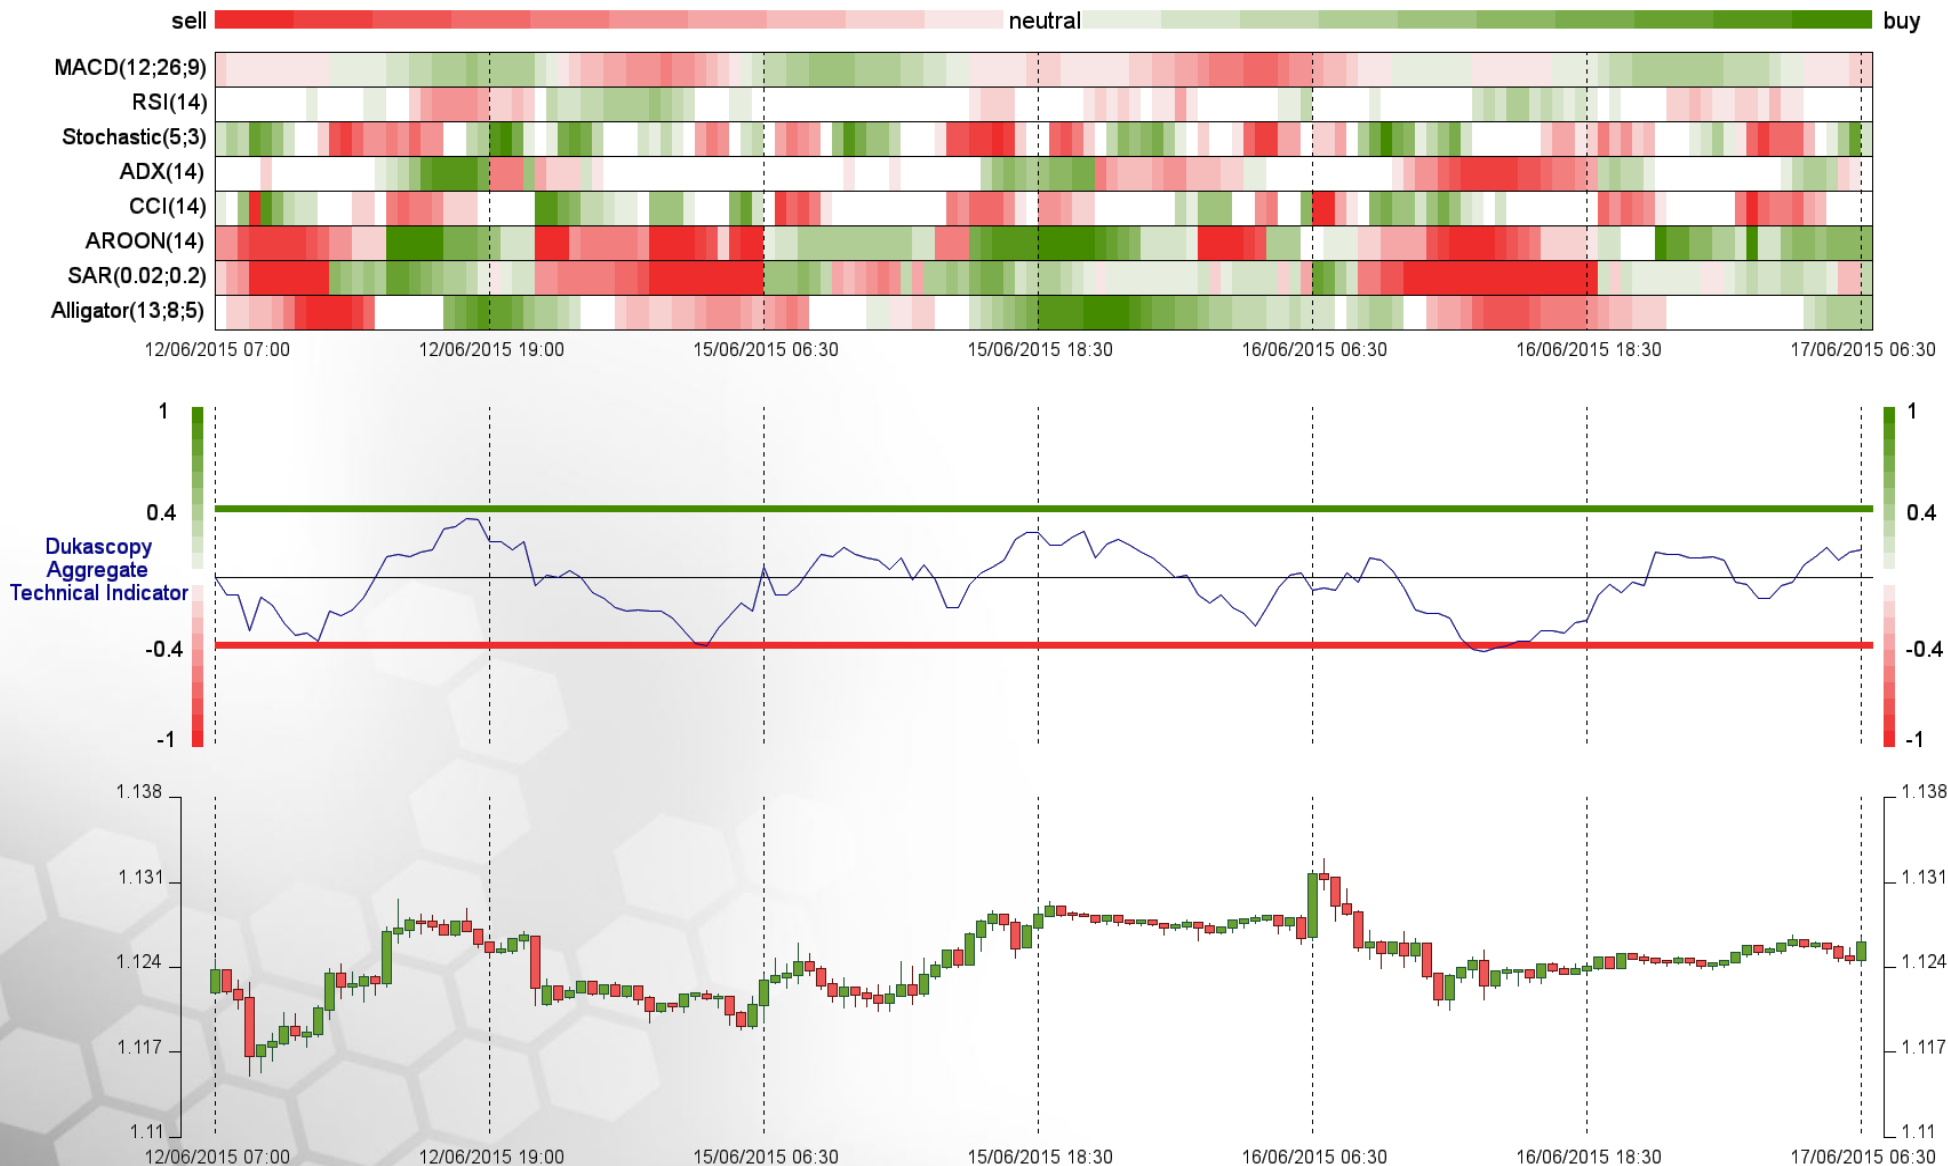 sell neutral buy
MACD(12;26;9)
RSI(14)
Stochastic(5;3)
ADX(14)
CCI(14)
AROON(14)
SAR(0.02;0.2)
Alligator(13;8;5)
12/06/2015 07:00 12/06/2015 19:00 15/06/2015 06:30 15/06/2015 18:30 16/06/2015 06:30 16/06/2015 18:30 17/06/2015 06:30
1 1
0.4 0.4
Dukascopy
Aggregate
Technical Indicator
-0.4 -0.4
-1 -1
1.138 1.138
1.131 1.131
1.124 1.124
1.117 1.117
1.11 1.11
12/06/2015 07:00 12/06/2015 19:00 15/06/2015 06:30 15/06/2015 18:30 16/06/2015 06:30 16/06/2015 18:30 17/06/2015 06:30